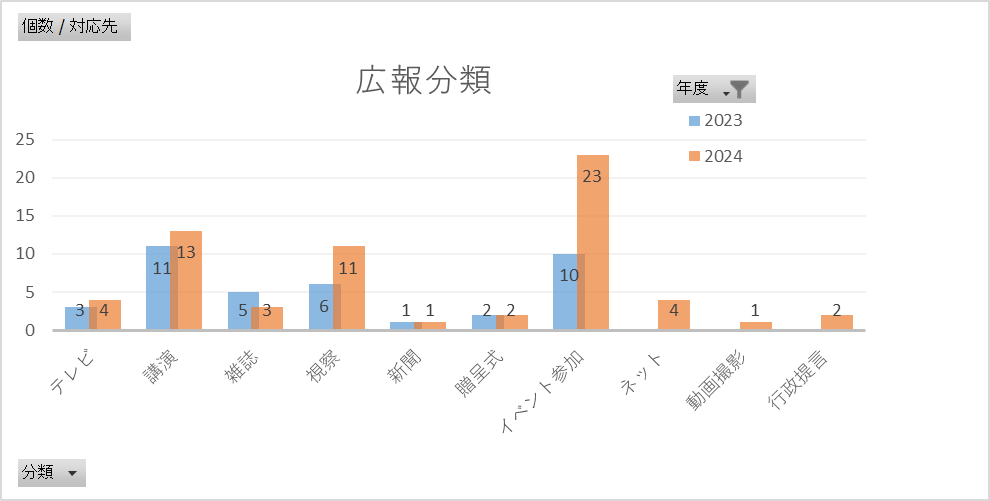 個数 / 対応先
広報分類
年度
2023
2024
25
20
15
10
5
0
3 4 11 13 5 3 6 11 1 1 2 2 10 23 4 1 2
テレビ
講演
雑誌
視察
新聞
贈呈式
イベント参加
ネット
動画撮影
行政提言
分類